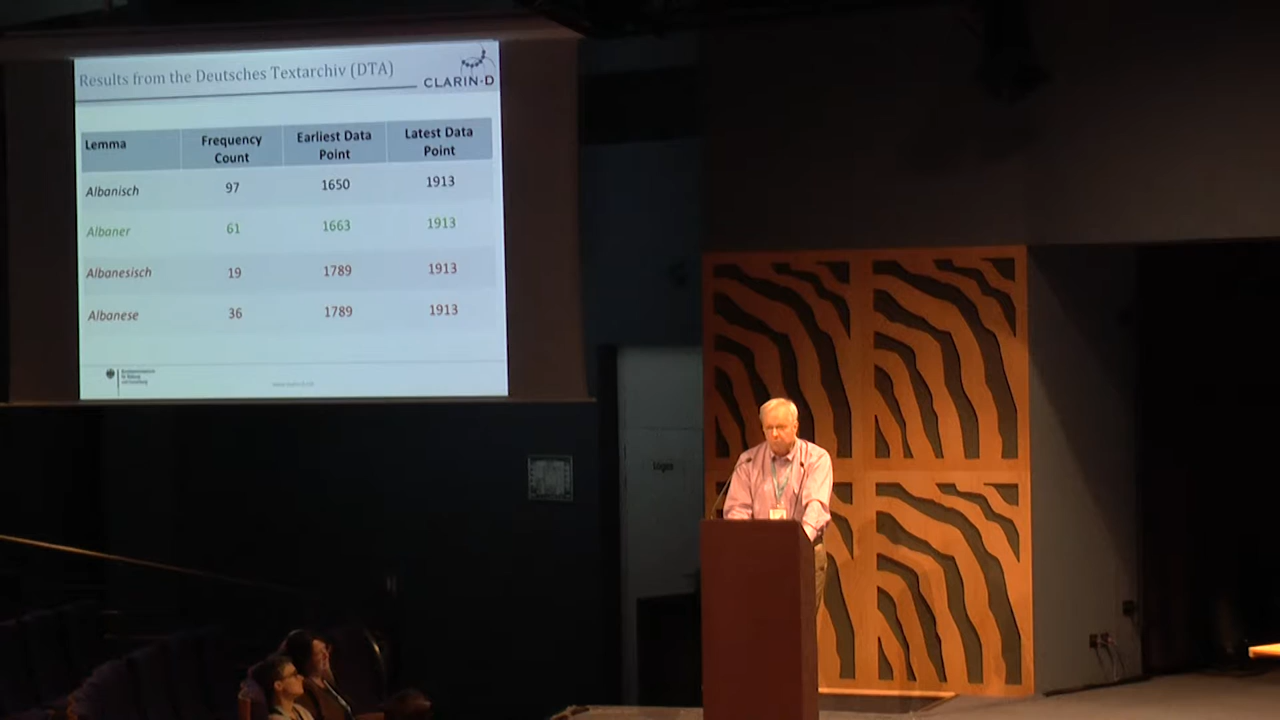 Results from the Deutsches Textarchiv (DTA)
CLARIN-D
Lemma Frequency Count Earliest Data Point Latest Data Point
Albanisch 97 1650 1913
Albaner 61 1663 1913
Albanesisch 19 1789 1913
Albanese 36 1789 1913
Loges